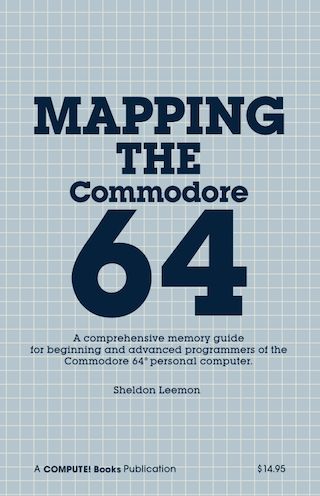 MAPPING
THE
Commodore
64
A comprehensive memory guide
for beginning and advanced programmers of the
Commodore 64® personal computer.
Sheldon Leemon
A COMPUTE! Books Publication
$14.95